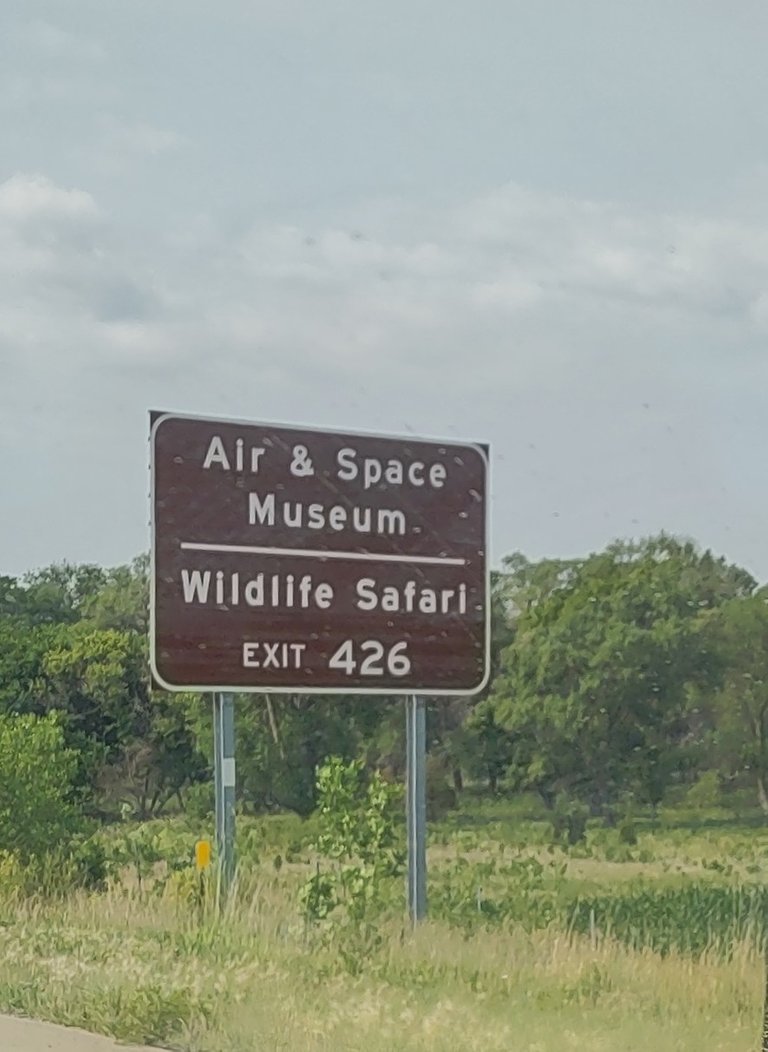 Air & Space
Museum
Wildlife Safari
EXIT 426